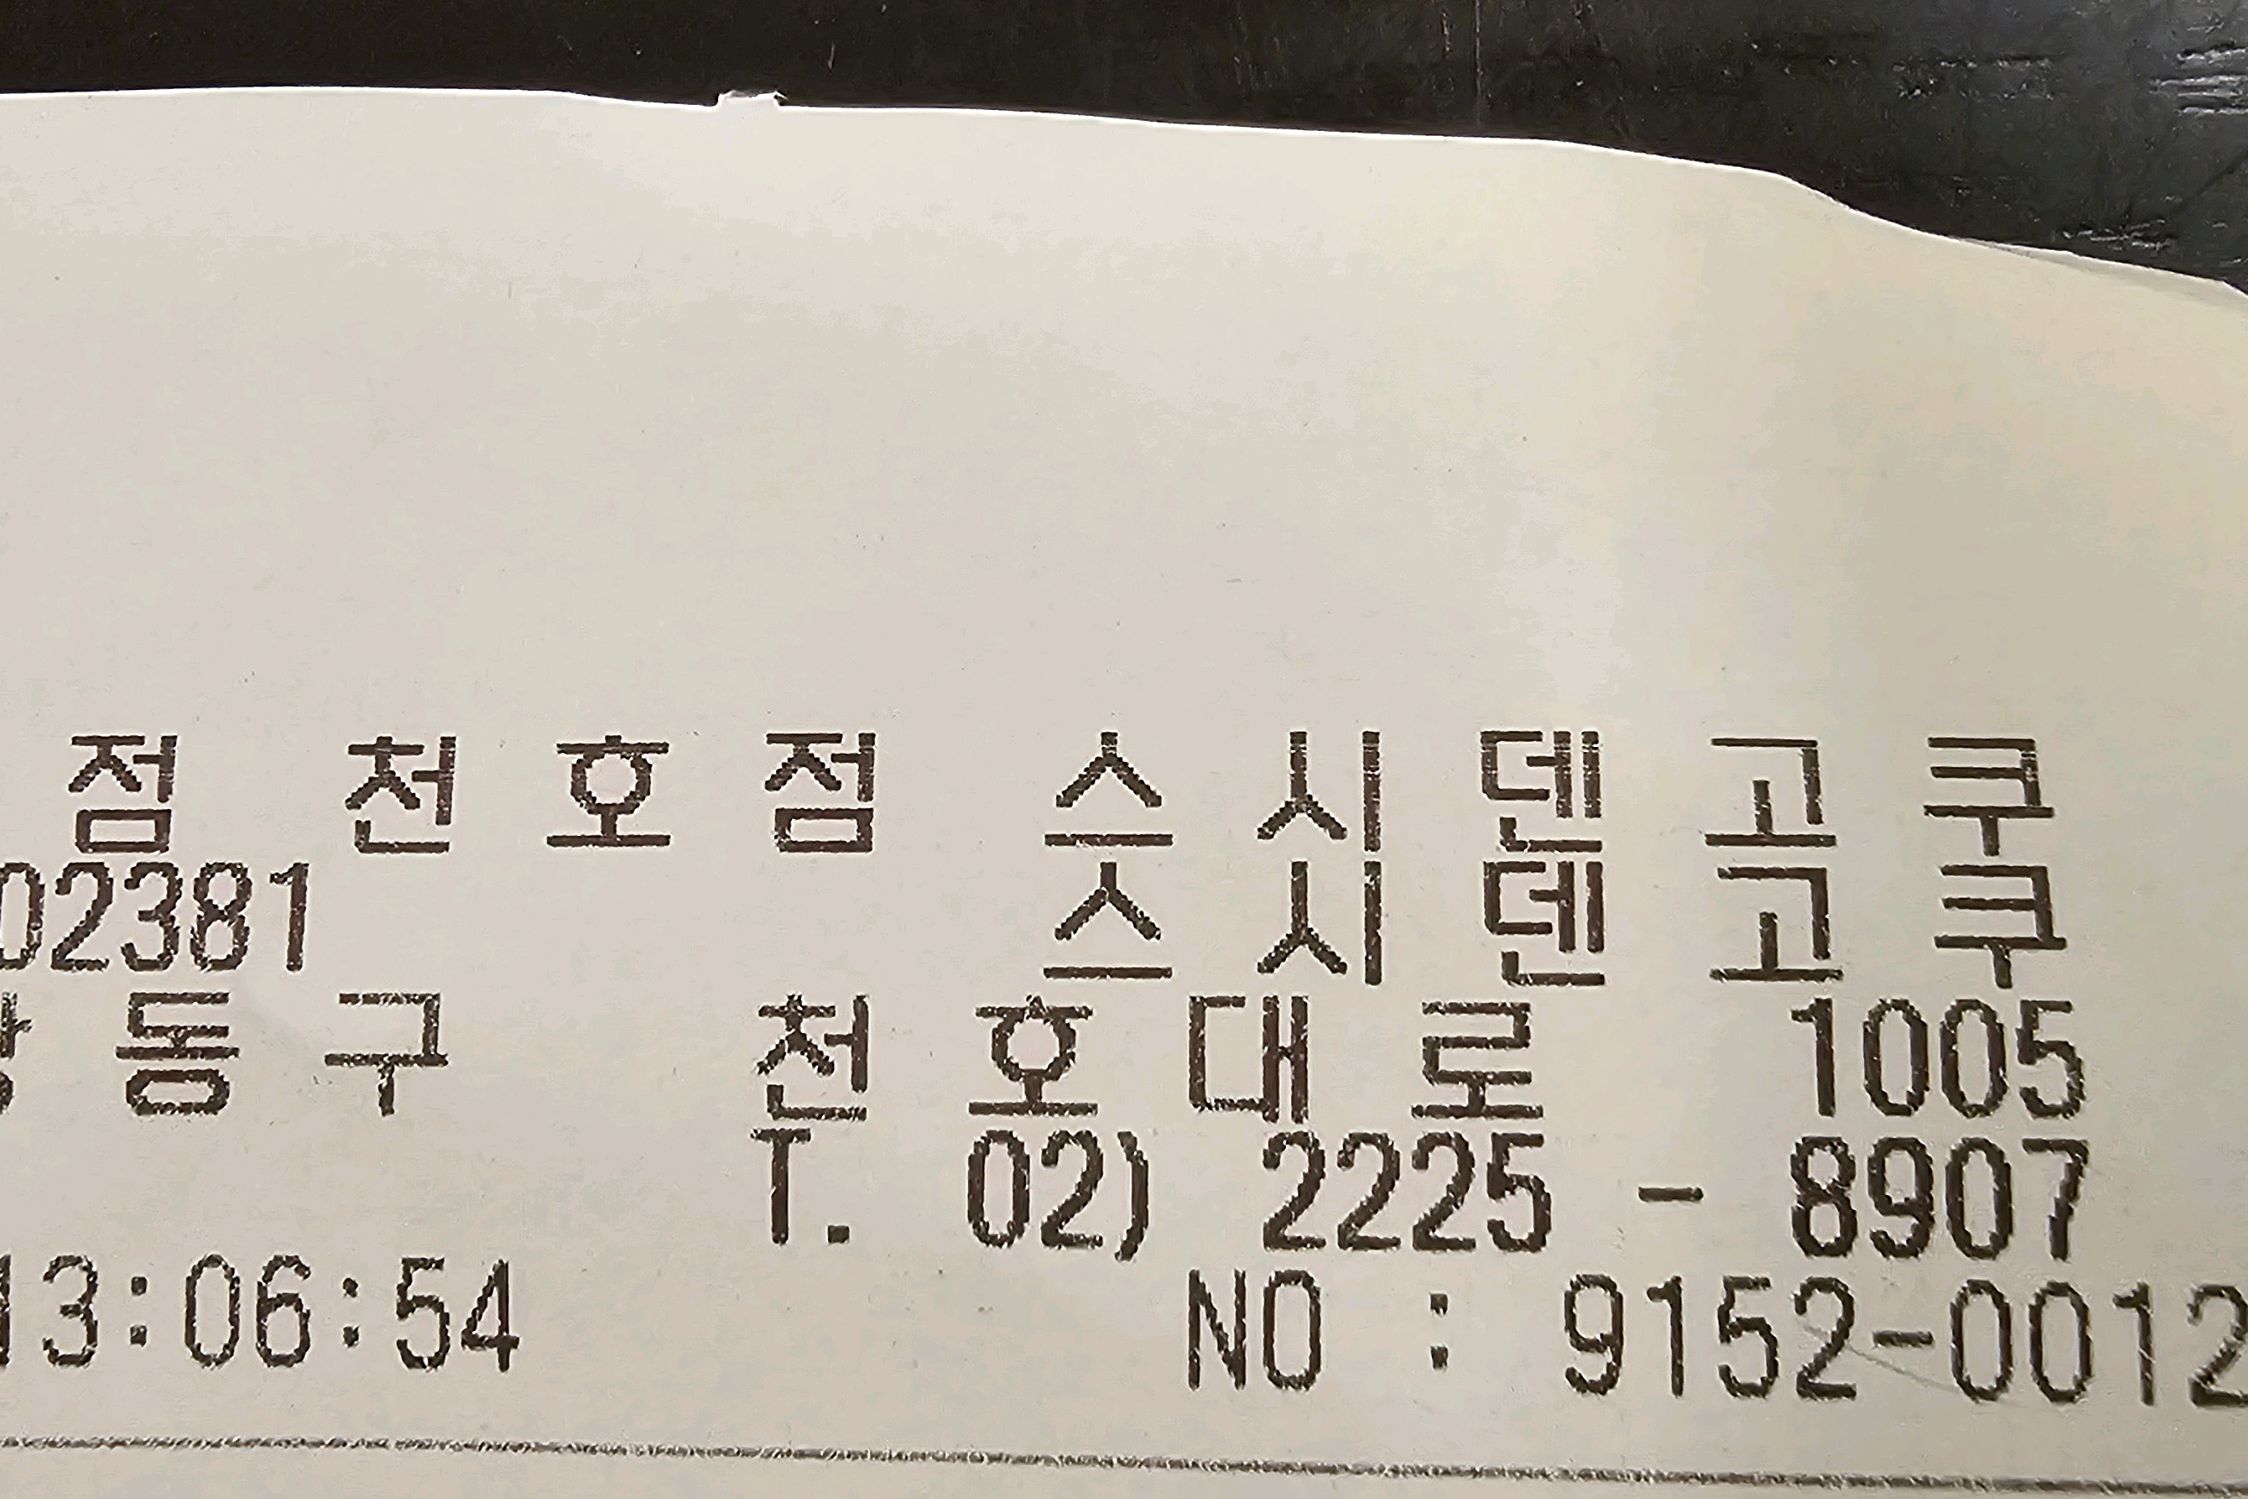 점 천호점 스시덴고쿠
02381 스시덴고쿠
동구 천호대로 1005
T. 02) 2225 - 8907
13:06:54 NO : 9152-0012